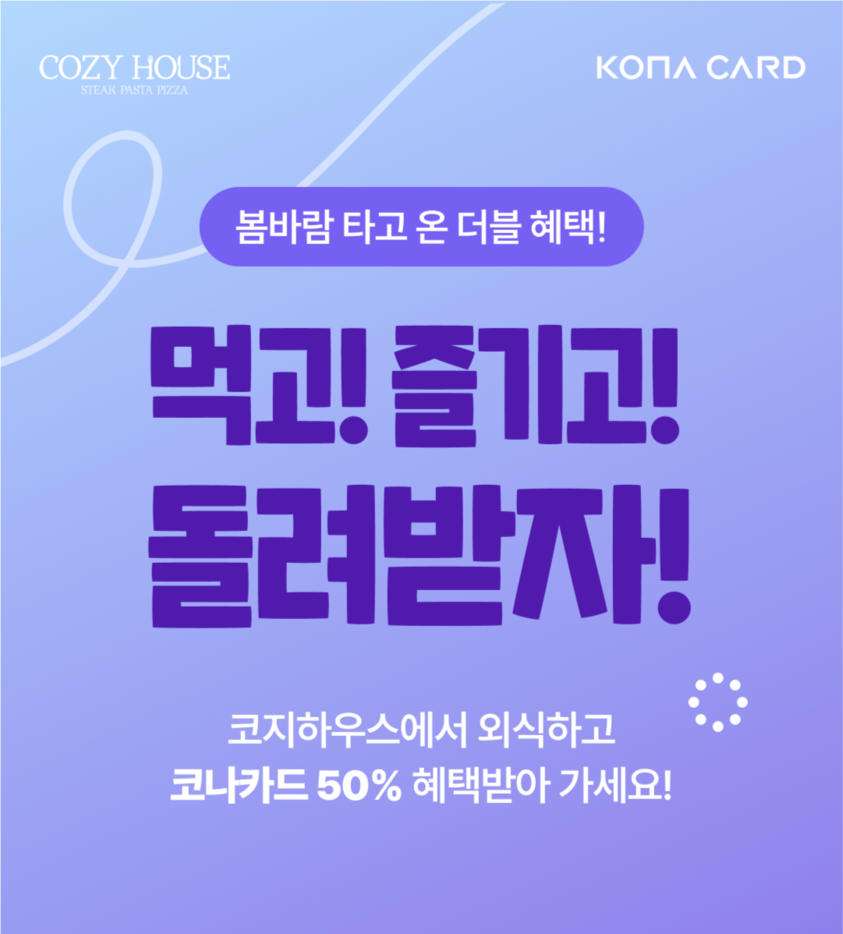 COZY HOUSE
STEAK PASTA PIZZA
KONA CARD
봄바람 타고 온 더블 혜택!
먹고! 즐기고!
돌려받자!
코지하우스에서 외식하고
코나카드 50% 혜택받아 가세요!